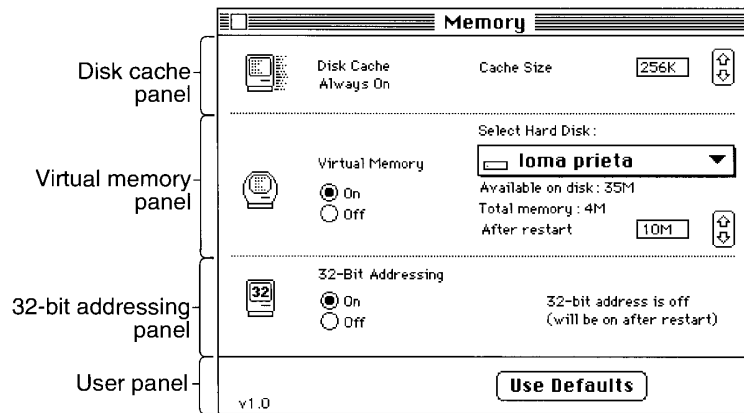 Memory
Disk cache
panel
Disk Cache
Always On
Cache Size
256K
Virtual memory
panel
Virtual Memory
On
Off
Select Hard Disk :
loma prieta
Available on disk : 35M
Total memory : 4M
After restart
10M
32-bit addressing
panel
32
32-Bit Addressing
On
Off
32-bit address is off
(will be on after restart)
User panel
v1.0
Use Defaults